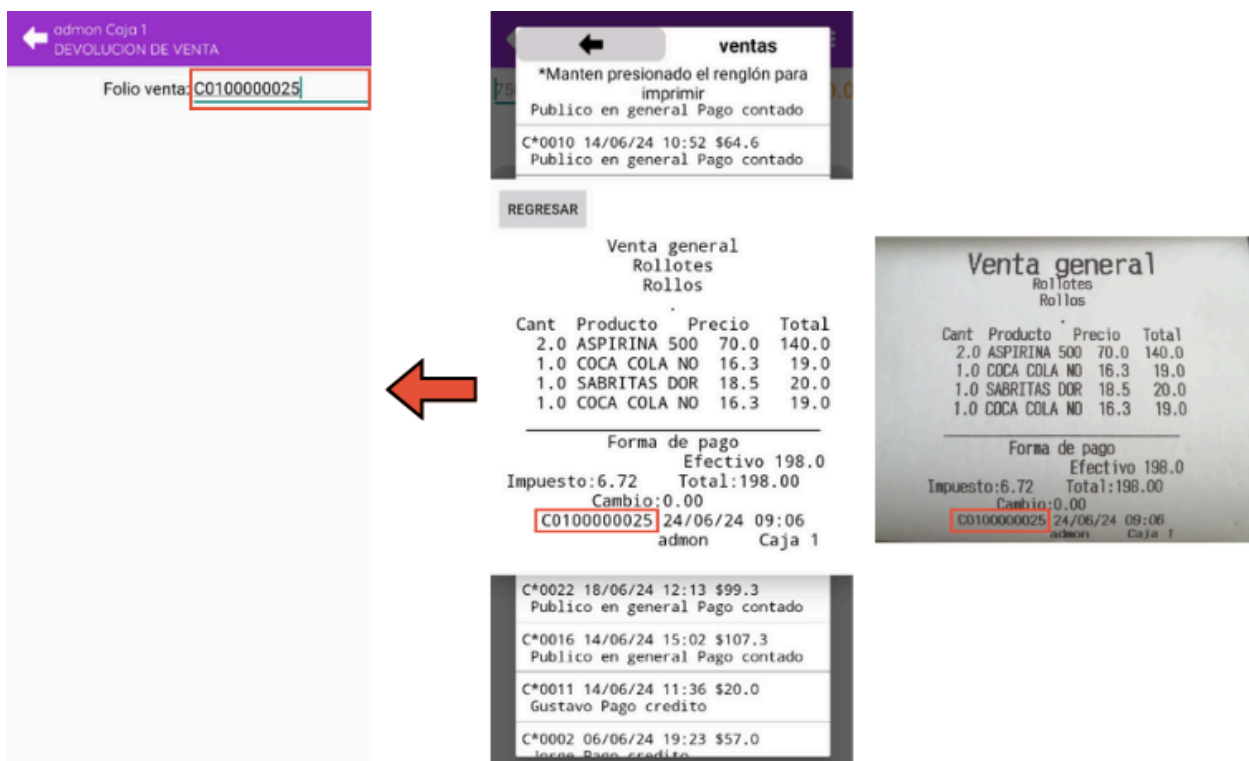 admon Caja 1
DEVOLUCION DE VENTA
Folio venta: C0100000025
ventas
*Manten presionado el renglón para
imprimir
Publico en general Pago contado
C*0010 14/06/24 10:52 $64.6
Publico en general Pago contado
REGRESAR
Venta general
Rollotes
Rollos
.
Cant Producto Precio Total
2.0 ASPIRINA 500 70.0 140.0
1.0 COCA COLA NO 16.3 19.0
1.0 SABRITAS DOR 18.5 20.0
1.0 COCA COLA NO 16.3 19.0
Forma de pago
Efectivo 198.0
Impuesto:6.72 Total:198.00
Cambio:0.00
C0100000025 24/06/24 09:06
admon Caja 1
C*0022 18/06/24 12:13 $99.3
Publico en general Pago contado
C*0016 14/06/24 15:02 $107.3
Publico en general Pago contado
C*0011 14/06/24 11:36 $20.0
Gustavo Pago credito
C*0002 06/06/24 19:23 $57.0
Jorge Pago credito
Venta general
Rollotes
Rollos
.
Cant Producto Precio Total
2.0 ASPIRINA 500 70.0 140.0
1.0 COCA COLA NO 16.3 19.0
1.0 SABRITAS DOR 18.5 20.0
1.0 COCA COLA NO 16.3 19.0
Forma de pago
Efectivo 198.0
Impuesto:6.72 Total:198.00
Cambio:0.00
C0100000025 24/06/24 09:06
admon Caja 1